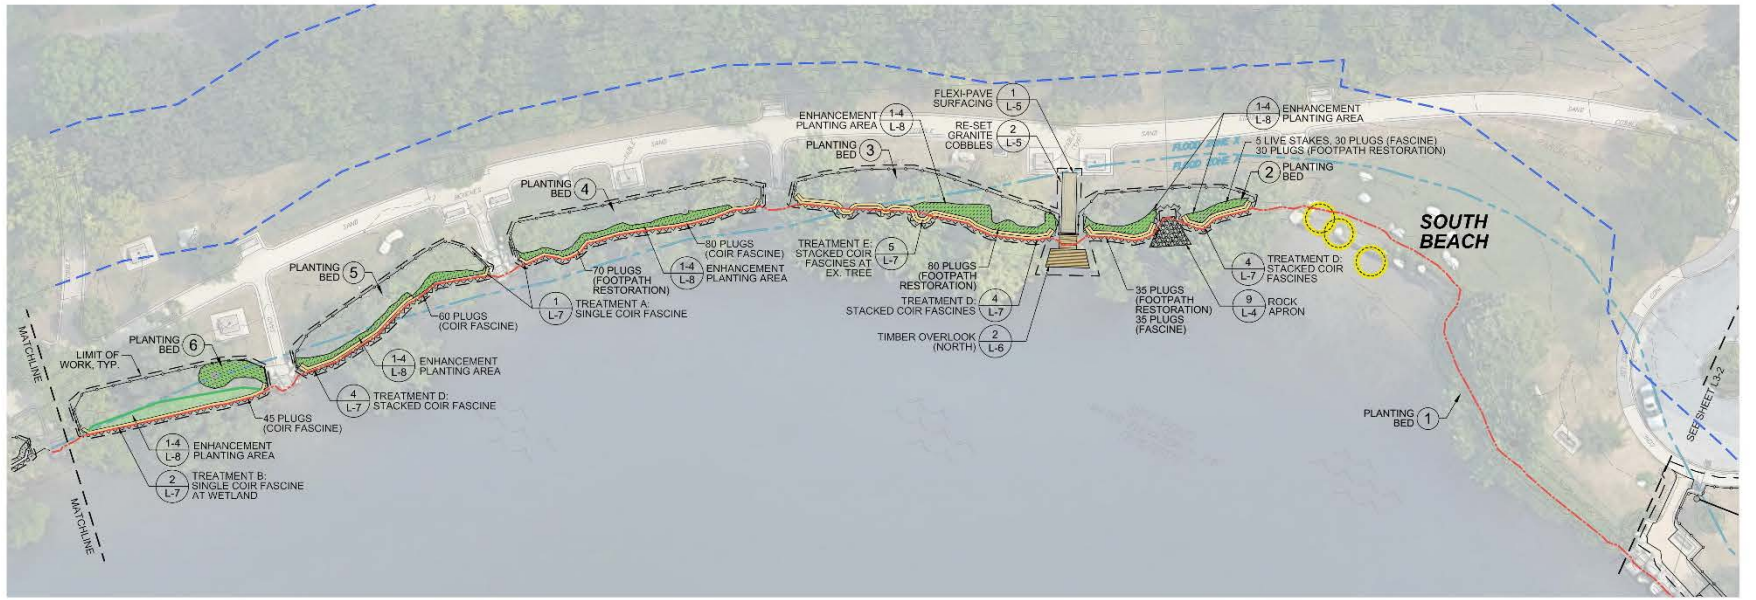 FLEXI-PAVE
SURFACING
1
L-5
ENHANCEMENT
PLANTING AREA
1-4
L-8
RE-SET
GRANITE
COBBLES
2
L-5
1-4
L-8
ENHANCEMENT
PLANTING AREA
PLANTING
BED
3
5 LIVE STAKES, 30 PLUGS (FASCINE)
30 PLUGS (FOOTPATH RESTORATION)
FLOOD ZONE X
PLANTING
BED
4
2
PLANTING
BED
SOUTH
BEACH
80 PLUGS
(COIR FASCINE)
TREATMENT E:
STACKED COIR
FASCINES AT
EX. TREE
5
L-7
PLANTING
BED
5
70 PLUGS
(FOOTPATH
RESTORATION)
1-4
L-8
ENHANCEMENT
PLANTING AREA
80 PLUGS
(FOOTPATH
RESTORATION)
4
L-7
TREATMENT D:
STACKED COIR
FASCINES
35 PLUGS
(FOOTPATH
RESTORATION)
35 PLUGS
(FASCINE)
9
L-4
ROCK
APRON
1
L-7
TREATMENT A:
SINGLE COIR FASCINE
TREATMENT D:
STACKED COIR FASCINES
4
L-7
60 PLUGS
(COIR FASCINE)
TIMBER OVERLOOK
(NORTH)
2
L-6
PLANTING
BED
6
LIMIT OF
WORK, TYP.
MATCHLINE
1-4
L-8
ENHANCEMENT
PLANTING AREA
4
L-7
TREATMENT D:
STACKED COIR FASCINE
45 PLUGS
(COIR FASCINE)
PLANTING
BED
1
SEE SHEET L3-2
1-4
L-8
ENHANCEMENT
PLANTING AREA
2
L-7
TREATMENT B:
SINGLE COIR FASCINE
AT WETLAND
MATCHLINE
SAND
SAND
SAND
SAND
SAND